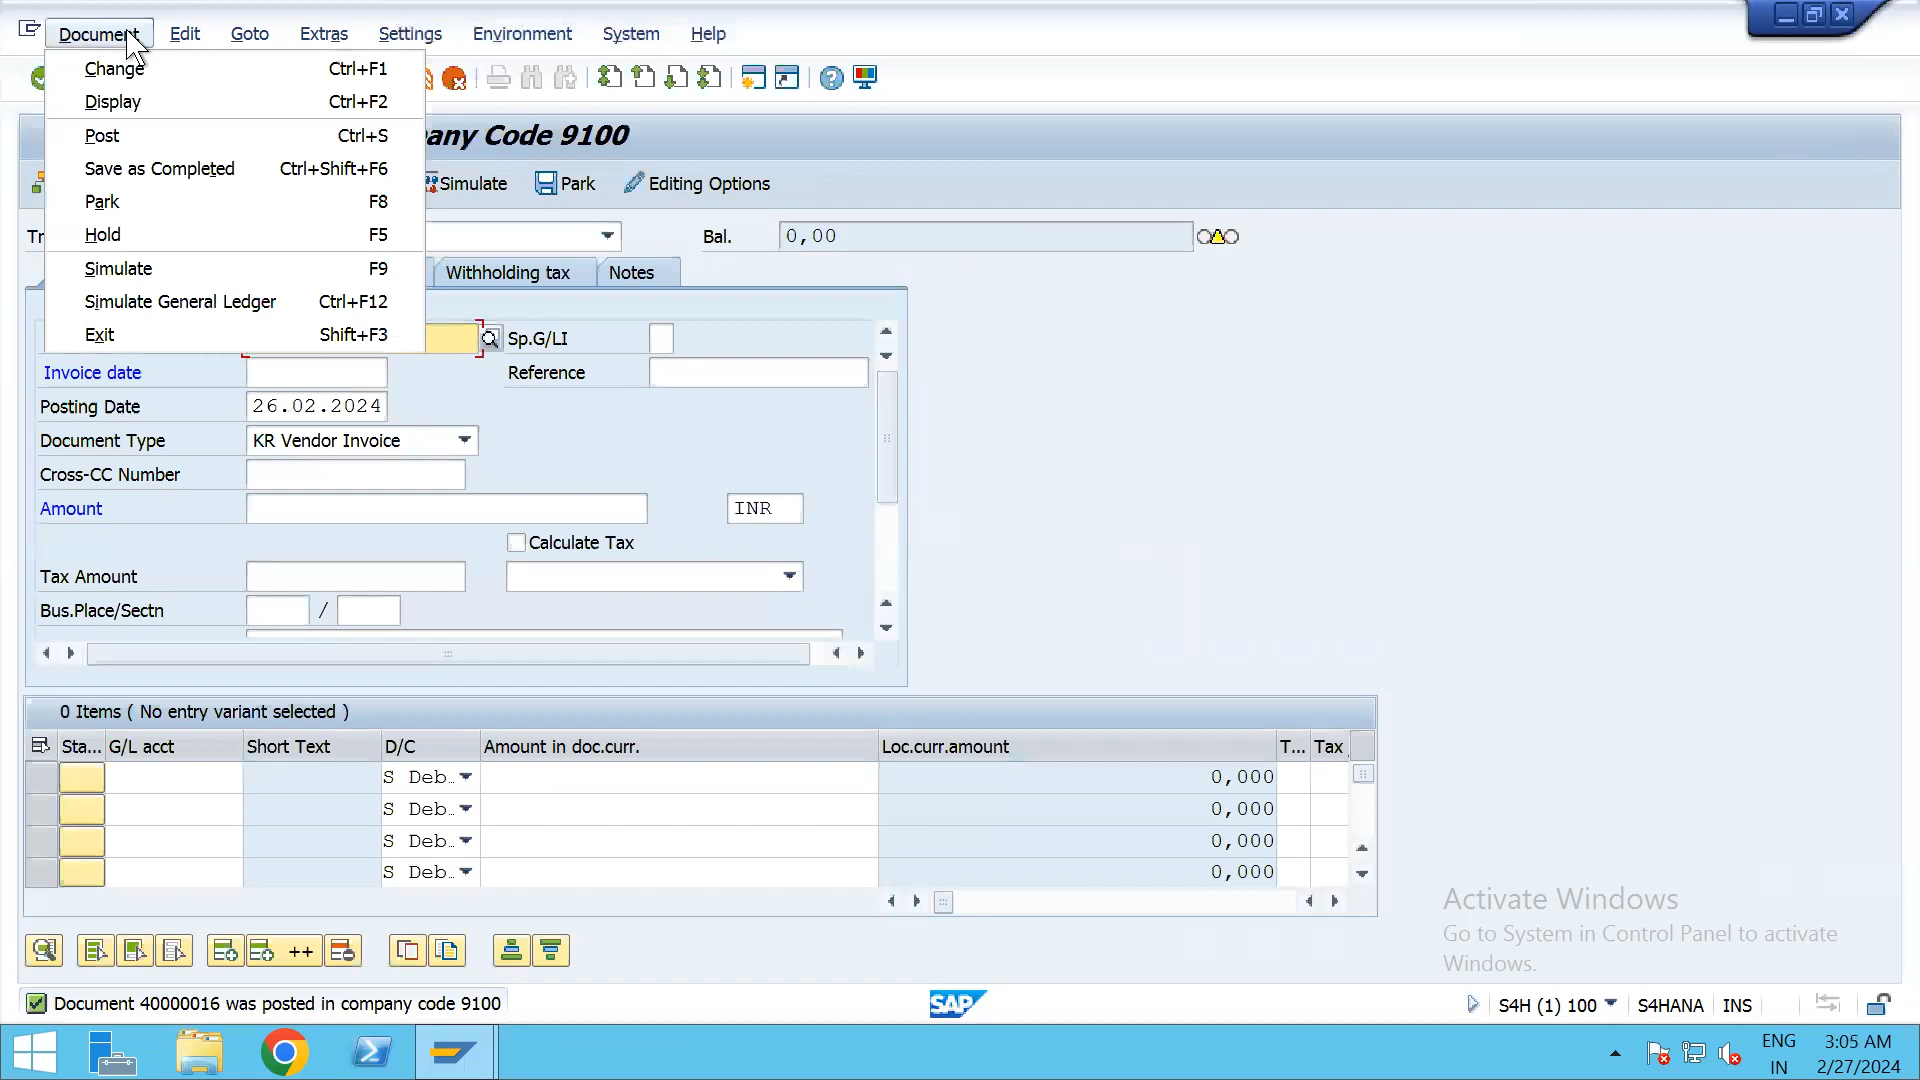 Document Edit Goto Extras Settings Environment System Help
Change Ctrl+F1
Display Ctrl+F2
Post Ctrl+S
Save as Completed Ctrl+Shift+F6
Park F8
Hold F5
Simulate F9
Simulate General Ledger Ctrl+F12
Exit Shift+F3
any Code 9100
Simulate Park Editing Options
Tr Bal. 0,00
Withholding tax Notes
Sp.G/LI
Invoice date Reference
Posting Date 26.02.2024
Document Type KR Vendor Invoice
Cross-CC Number
Amount INR
Calculate Tax
Tax Amount
Bus.Place/Sectn /
0 Items ( No entry variant selected )
Sta... G/L acct Short Text D/C Amount in doc.curr. Loc.curr.amount T... Tax
S Deb.. 0,000
S Deb.. 0,000
S Deb.. 0,000
S Deb.. 0,000
++
Activate Windows
Go to System in Control Panel to activate
Windows.
Document 40000016 was posted in company code 9100 SAP S4H (1) 100 S4HANA INS
ENG 3:05 AM
IN 2/27/2024